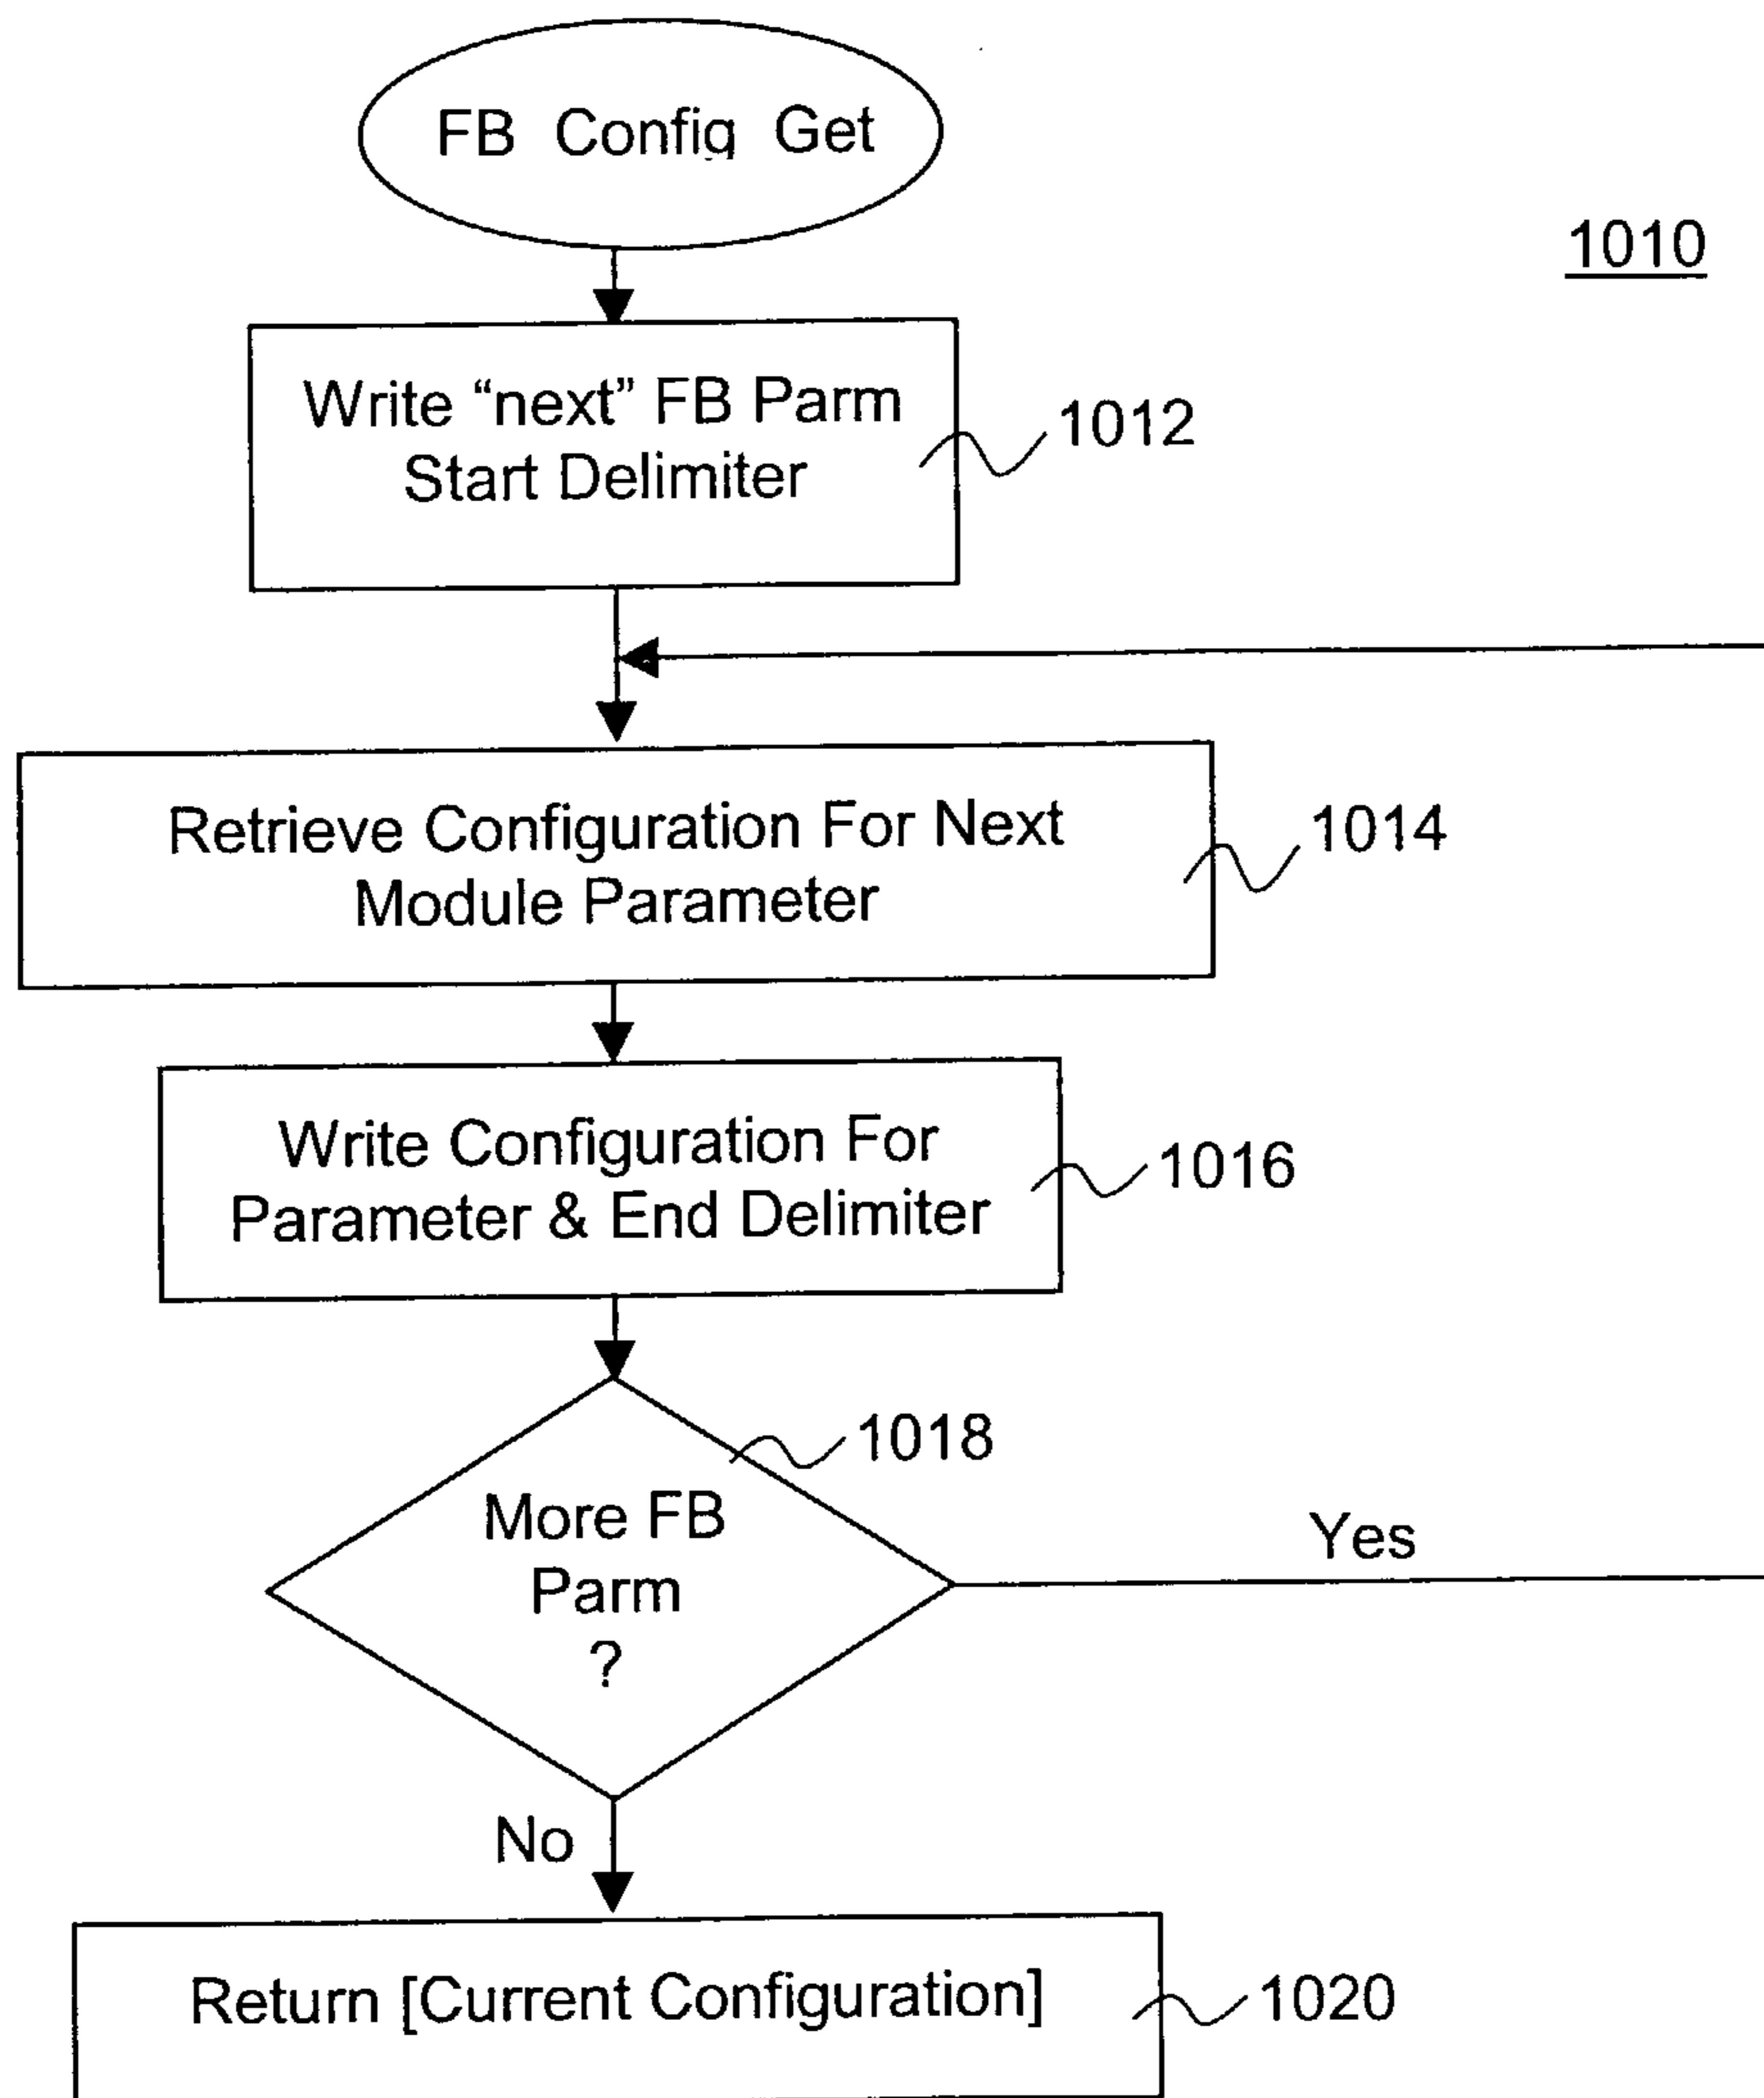 FB Config Get
1010
Write “next” FB Parm
Start Delimiter
1012
Retrieve Configuration For Next
Module Parameter
1014
Write Configuration For
Parameter & End Delimiter
1016
1018
More FB
Parm
?
Yes
No
Return [Current Configuration]
1020